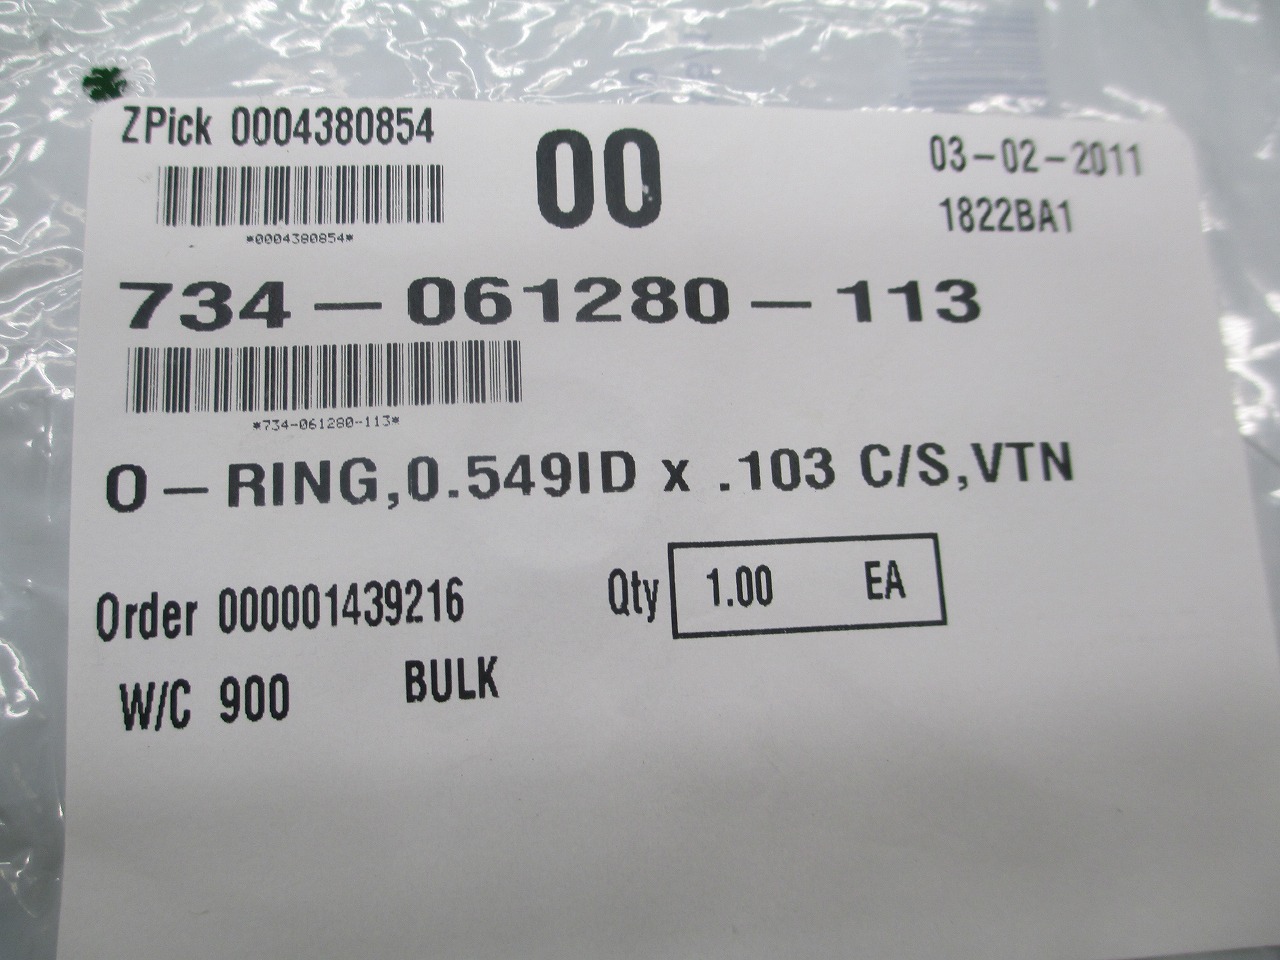 ZPick 0004380854
00
03-02-2011
*0004380854*
1822BA1
734-061280-113
*734-061280-113*
O-RING,0.549ID x .103 C/S,VTN
Order 000001439216
Qty 1.00 EA
W/C 900 BULK